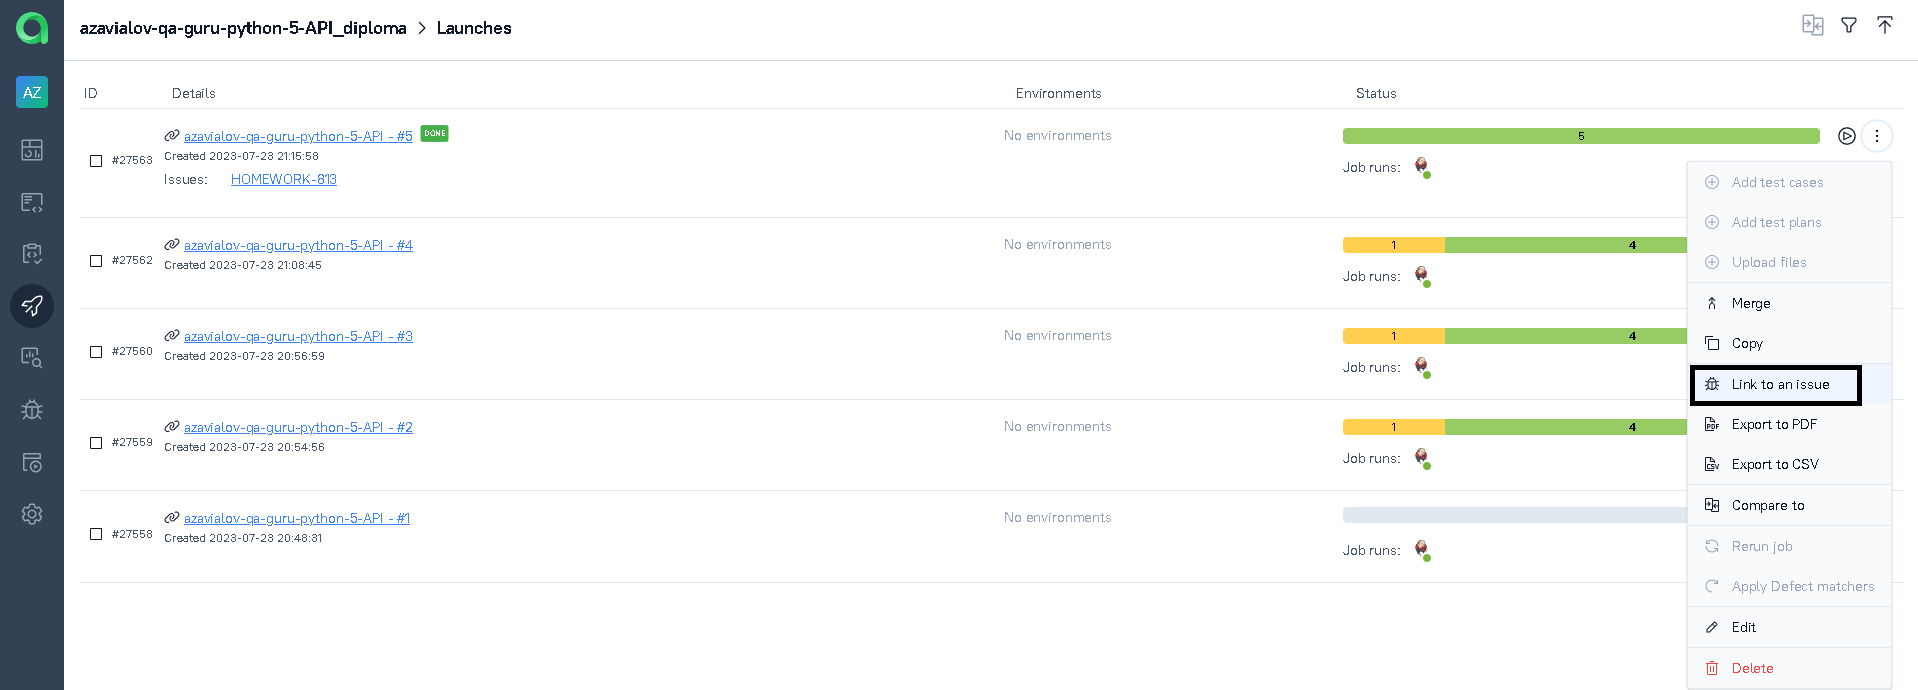 azavialov-qa-guru-python-5-API_diploma > Launches
AZ
ID Details Environments Status
azavialov-qa-guru-python-5-API - #5 DONE No environments 5
#27563 Created 2023-07-23 21:15:58
Job runs:
Issues: HOMEWORK-813
azavialov-qa-guru-python-5-API - #4 No environments 1 4
#27562 Created 2023-07-23 21:08:45
Job runs:
azavialov-qa-guru-python-5-API - #3 No environments 1 4
#27560 Created 2023-07-23 20:56:59
Job runs:
azavialov-qa-guru-python-5-API - #2 No environments 1 4
#27559 Created 2023-07-23 20:54:56
Job runs:
azavialov-qa-guru-python-5-API - #1 No environments
#27558 Created 2023-07-23 20:48:31
Job runs:
Add test cases
Add test plans
Upload files
Merge
Copy
Link to an issue
PDF Export to PDF
CSV Export to CSV
Compare to
Rerun job
Apply Defect matchers
Edit
Delete